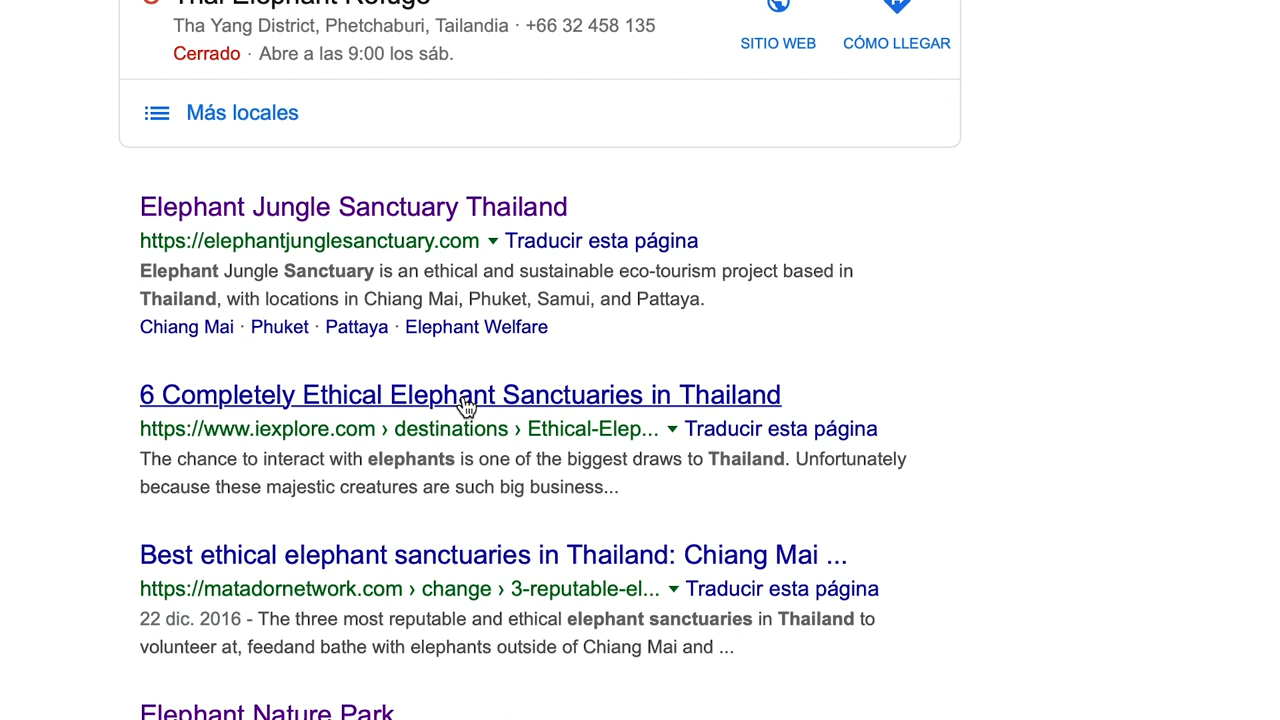 Thai Elephant Refuge
Tha Yang District, Phetchaburi, Tailandia · +66 32 458 135
Cerrado · Abre a las 9:00 los sáb.
SITIO WEB
CÓMO LLEGAR
Más locales
Elephant Jungle Sanctuary Thailand
https://elephantjunglesanctuary.com ▾ Traducir esta página
Elephant Jungle Sanctuary is an ethical and sustainable eco-tourism project based in
Thailand, with locations in Chiang Mai, Phuket, Samui, and Pattaya.
Chiang Mai · Phuket · Pattaya · Elephant Welfare
6 Completely Ethical Elephant Sanctuaries in Thailand
https://www.iexplore.com › destinations › Ethical-Elep... ▾ Traducir esta página
The chance to interact with elephants is one of the biggest draws to Thailand. Unfortunately
because these majestic creatures are such big business...
Best ethical elephant sanctuaries in Thailand: Chiang Mai ...
https://matadornetwork.com › change › 3-reputable-el... ▾ Traducir esta página
22 dic. 2016 - The three most reputable and ethical elephant sanctuaries in Thailand to
volunteer at, feedand bathe with elephants outside of Chiang Mai and ...
Elephant Nature Park